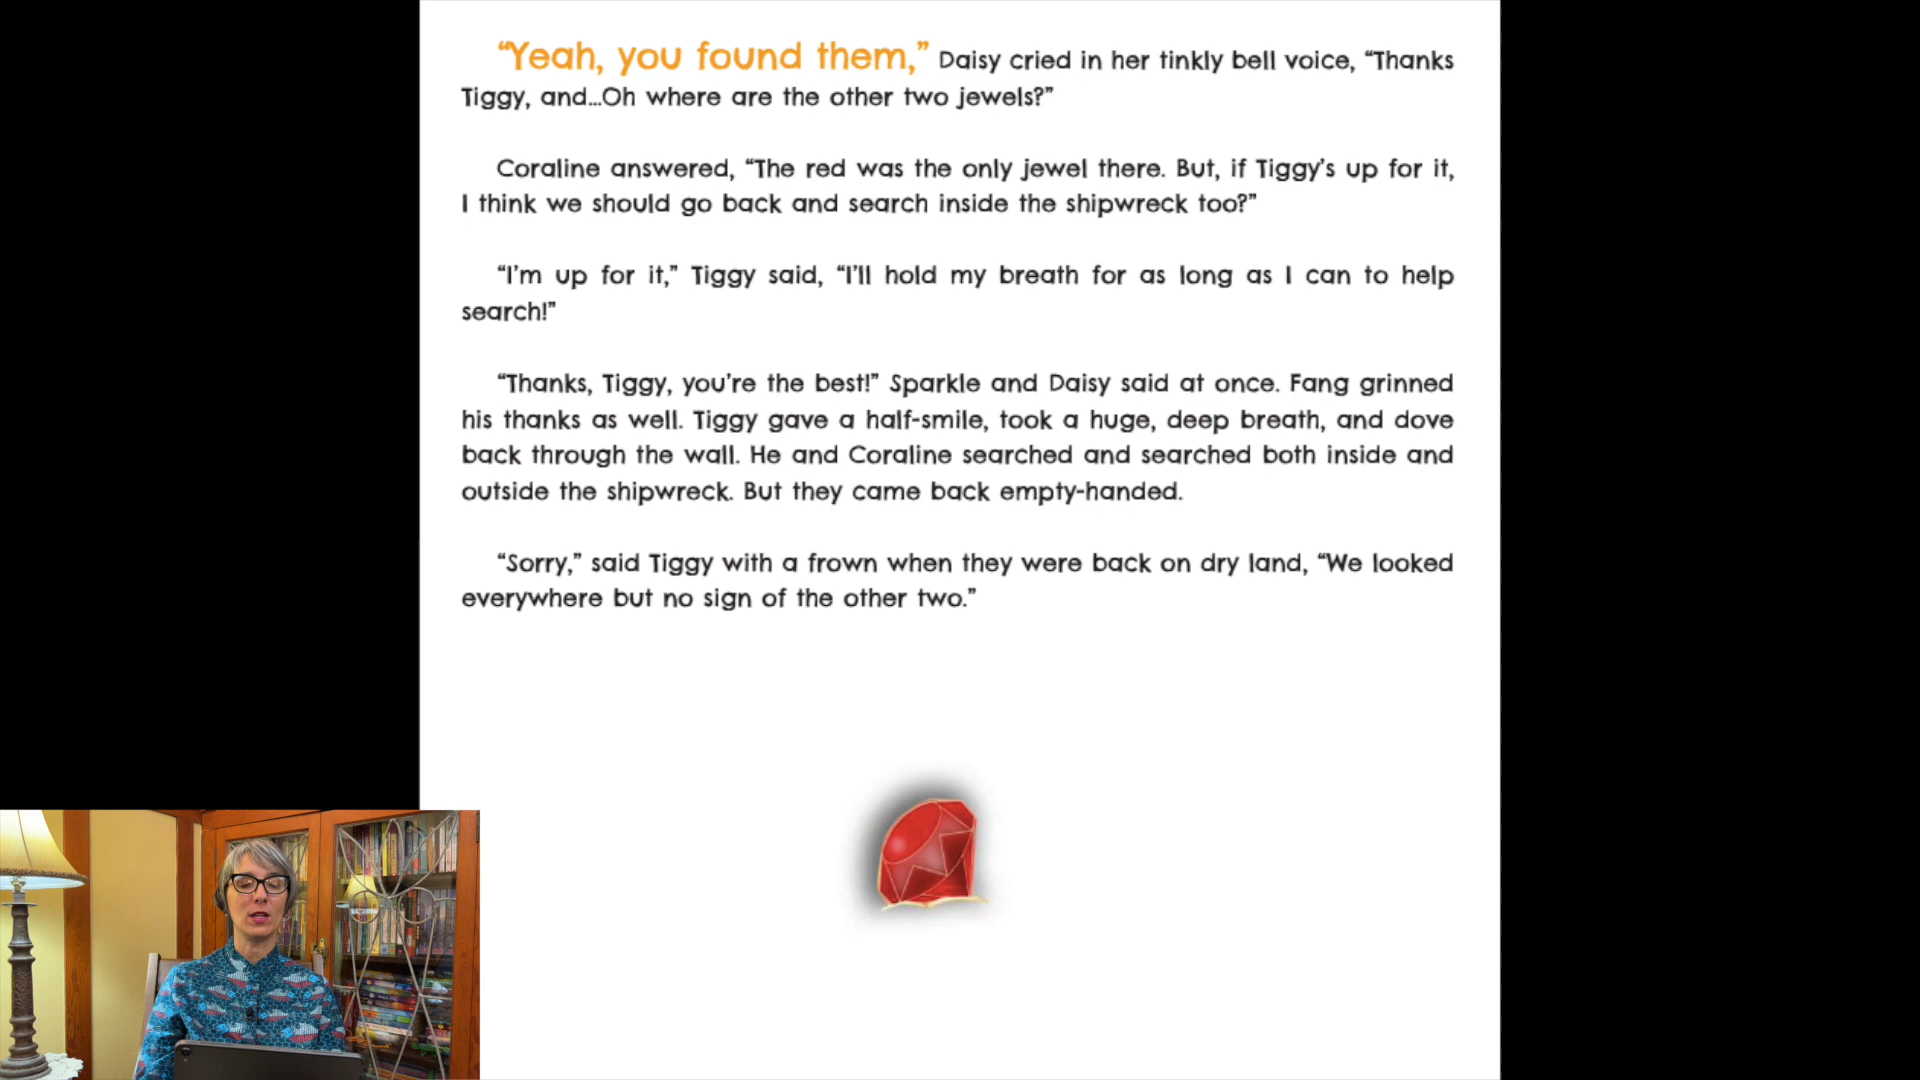 “Yeah, you found them,” Daisy cried in her tinkly bell voice, “Thanks
Tiggy, and...Oh where are the other two jewels?”
Coraline answered, “The red was the only jewel there. But, if Tiggy’s up for it,
I think we should go back and search inside the shipwreck too?”
“I’m up for it,” Tiggy said, “I’ll hold my breath for as long as I can to help
search!”
“Thanks, Tiggy, you’re the best!” Sparkle and Daisy said at once. Fang grinned
his thanks as well. Tiggy gave a half-smile, took a huge, deep breath, and dove
back through the wall. He and Coraline searched and searched both inside and
outside the shipwreck. But they came back empty-handed.
“Sorry,” said Tiggy with a frown when they were back on dry land, “We looked
everywhere but no sign of the other two.”